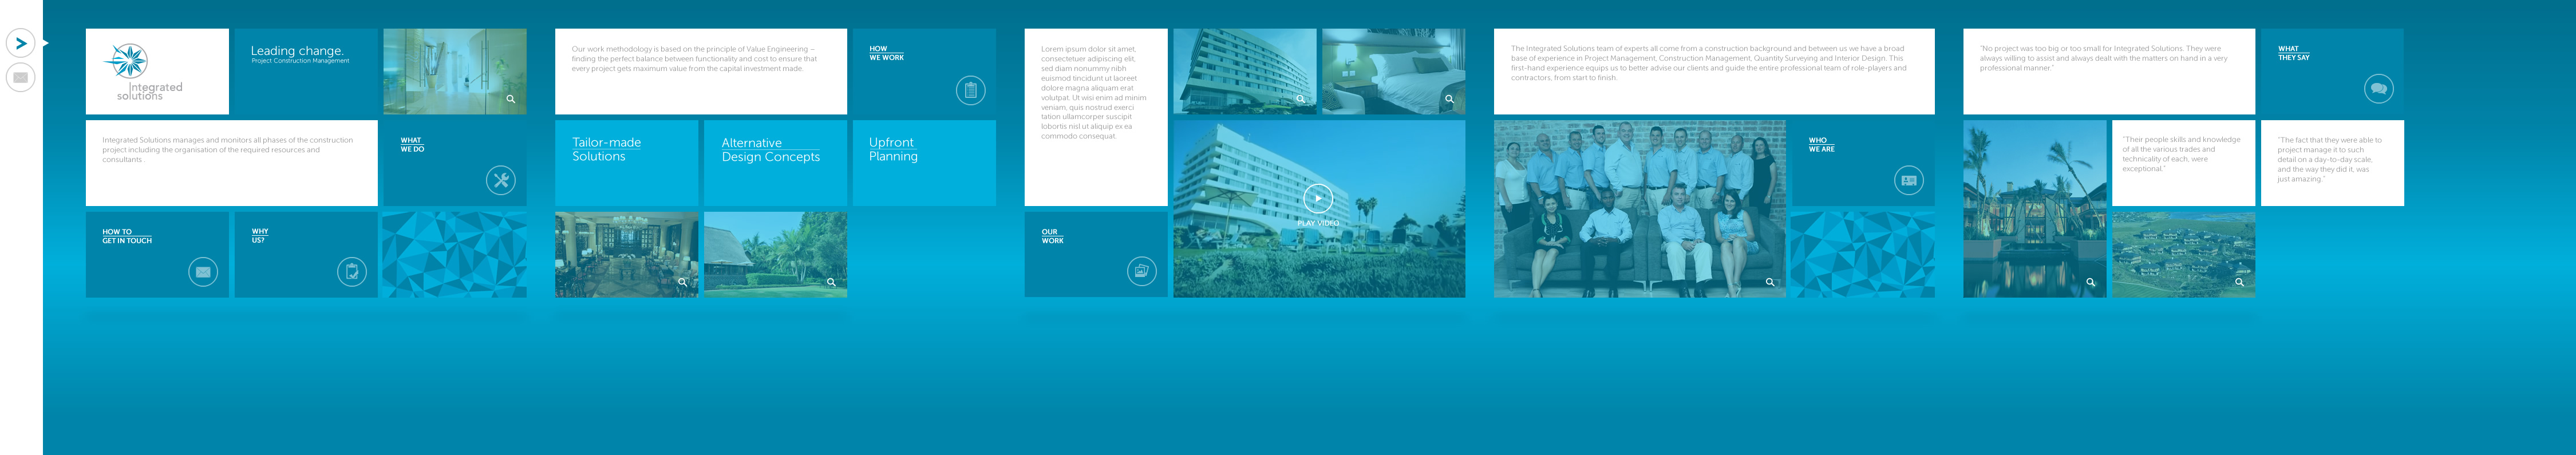 Integrated
solutions
Leading change.
Project Construction Management
Integrated Solutions manages and monitors all phases of the construction
project including the organisation of the required resources and
consultants.
WHAT
WE DO
HOW TO
GET IN TOUCH
WHY
US?
Our work methodology is based on the principle of Value Engineering –
finding the perfect balance between functionality and cost to ensure that
every project gets maximum value from the capital investment made.
HOW
WE WORK
Tailor-made
Solutions
Alternative
Design Concepts
Upfront
Planning
Lorem ipsum dolor sit amet,
consectetuer adipiscing elit,
sed diam nonummy nibh
euismod tincidunt ut laoreet
dolore magna aliquam erat
volutpat. Ut wisi enim ad minim
veniam, quis nostrud exerci
tation ullamcorper suscipit
lobortis nisl ut aliquip ex ea
commodo consequat.
PLAY VIDEO
OUR
WORK
The Integrated Solutions team of experts all come from a construction background and between us we have a broad
base of experience in Project Management, Construction Management, Quantity Surveying and Interior Design. This
first-hand experience equips us to better advise our clients and guide the entire professional team of role-players and
contractors, from start to finish.
WHO
WE ARE
"No project was too big or too small for Integrated Solutions. They were
always willing to assist and always dealt with the matters on hand in a very
professional manner."
WHAT
THEY SAY
"Their people skills and knowledge
of all the various trades and
technicality of each, were
exceptional."
"The fact that they were able to
project manage it to such
detail on a day-to-day scale,
and the way they did it, was
just amazing."